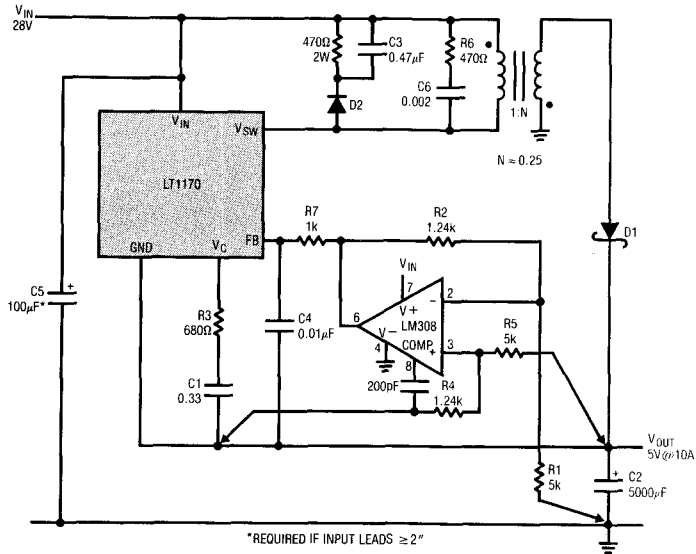 VIN
28V
470Ω
2W
C3
0.47µF
R6
470Ω
C6
0.002
D2
1:N
N ≈ 0.25
VIN
VSW
LT1170
GND
VC
FB
R7
1k
R2
1.24k
D1
C5
100µF*
+
R3
680Ω
C4
0.01µF
C1
0.33
VIN
7
V+
−
2
6
LM308
V−
4
COMP
8
+
3
R5
5k
200pF
R4
1.24k
VOUT
5V@10A
R1
5k
+
C2
5000µF
*REQUIRED IF INPUT LEADS ≥ 2"